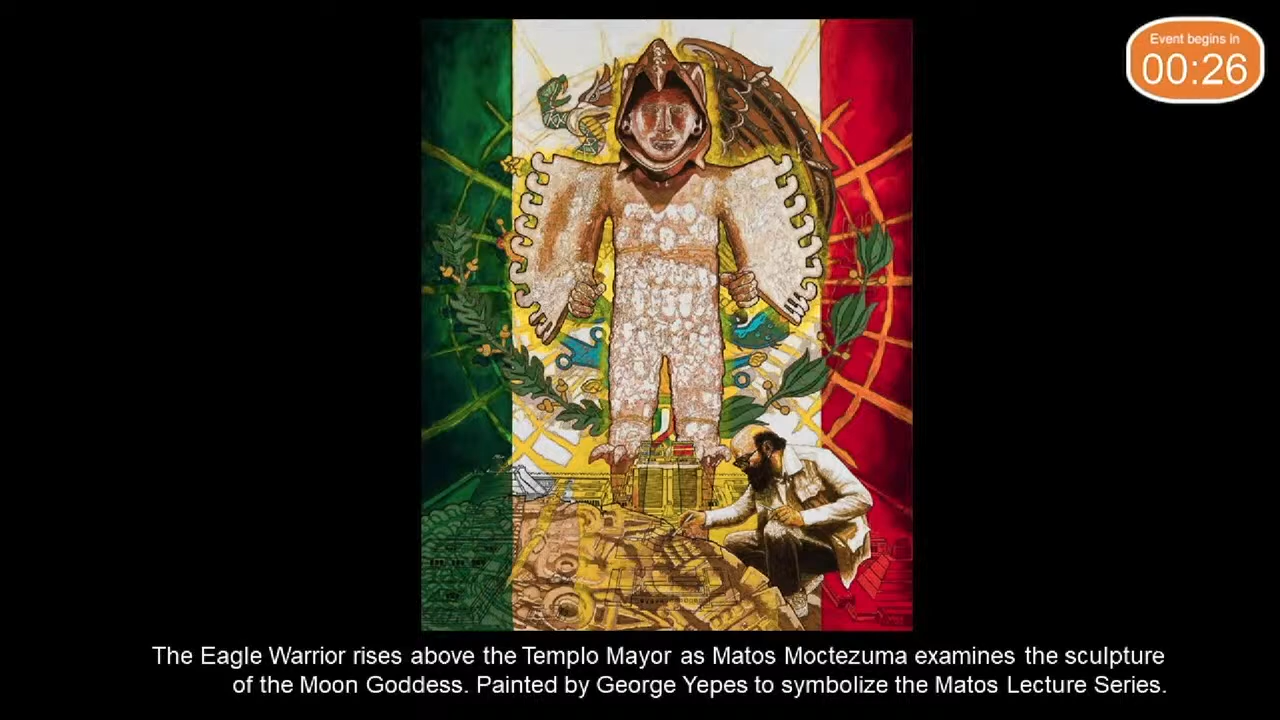 Event begins in
00:26
The Eagle Warrior rises above the Templo Mayor as Matos Moctezuma examines the sculpture
of the Moon Goddess. Painted by George Yepes to symbolize the Matos Lecture Series.